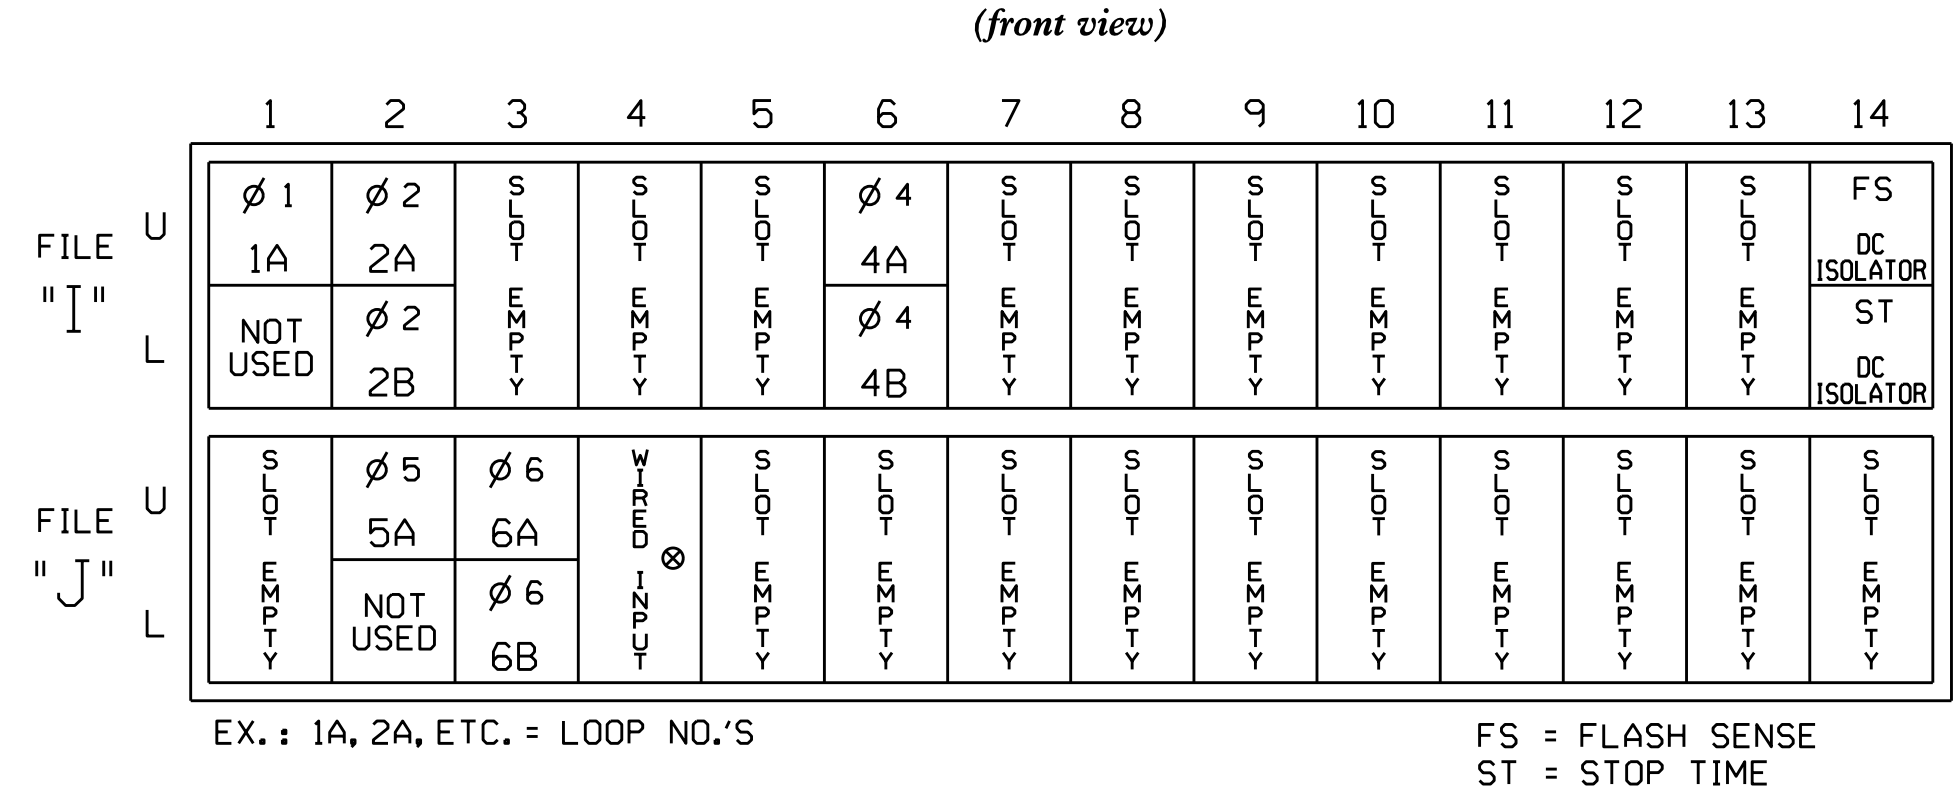 (front view)
1 2 3 4 5 6 7 8 9 10 11 12 13 14
FILE "I"
U
L
Ø 1
1A
NOT
USED
Ø 2
2A
Ø 2
2B
SLOT EMPTY
SLOT EMPTY
SLOT EMPTY
Ø 4
4A
Ø 4
4B
SLOT EMPTY
SLOT EMPTY
SLOT EMPTY
SLOT EMPTY
SLOT EMPTY
SLOT EMPTY
SLOT EMPTY
FS
DC
ISOLATOR
ST
DC
ISOLATOR
FILE "J"
U
L
SLOT EMPTY
Ø 5
5A
NOT
USED
Ø 6
6A
Ø 6
6B
WIRED INPUT
⊗
SLOT EMPTY
SLOT EMPTY
SLOT EMPTY
SLOT EMPTY
SLOT EMPTY
SLOT EMPTY
SLOT EMPTY
SLOT EMPTY
SLOT EMPTY
SLOT EMPTY
EX.: 1A, 2A, ETC. = LOOP NO.'S
FS = FLASH SENSE
ST = STOP TIME